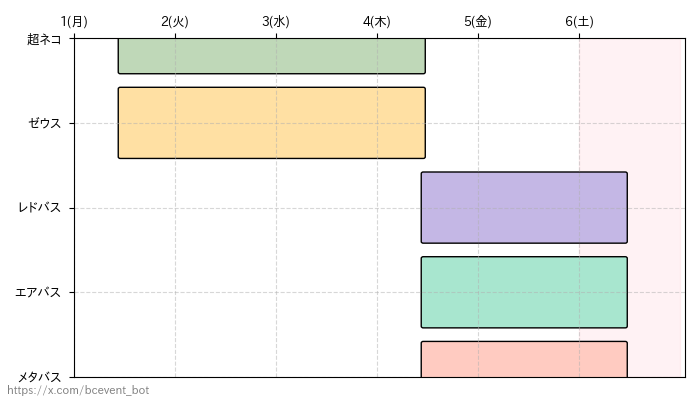 1(月) 2(火) 3(水) 4(木) 5(金) 6(土)
超ネコ
ゼウス
レドバス
エアバス
メタバス
https://x.com/bcevent_bot